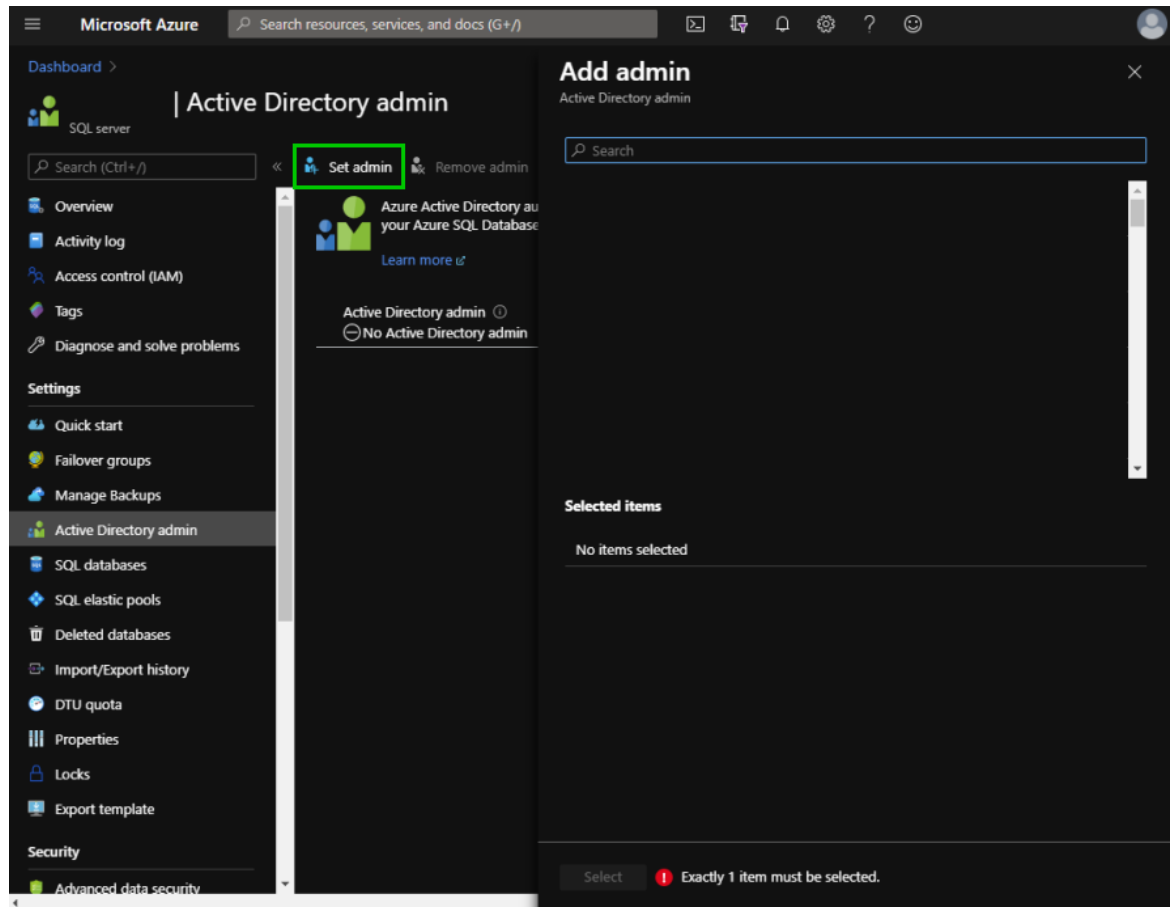 Microsoft Azure
Search resources, services, and docs (G+/)
Dashboard >
| Active Directory admin
SQL server
Search (Ctrl+/)
«
Set admin
Remove admin
Overview
Activity log
Access control (IAM)
Tags
Diagnose and solve problems
Settings
Quick start
Failover groups
Manage Backups
Active Directory admin
SQL databases
SQL elastic pools
Deleted databases
Import/Export history
DTU quota
Properties
Locks
Export template
Security
Advanced data security
Azure Active Directory au
your Azure SQL Database
Learn more
Active Directory admin
No Active Directory admin
Add admin
Active Directory admin
Search
Selected items
No items selected
Select
Exactly 1 item must be selected.